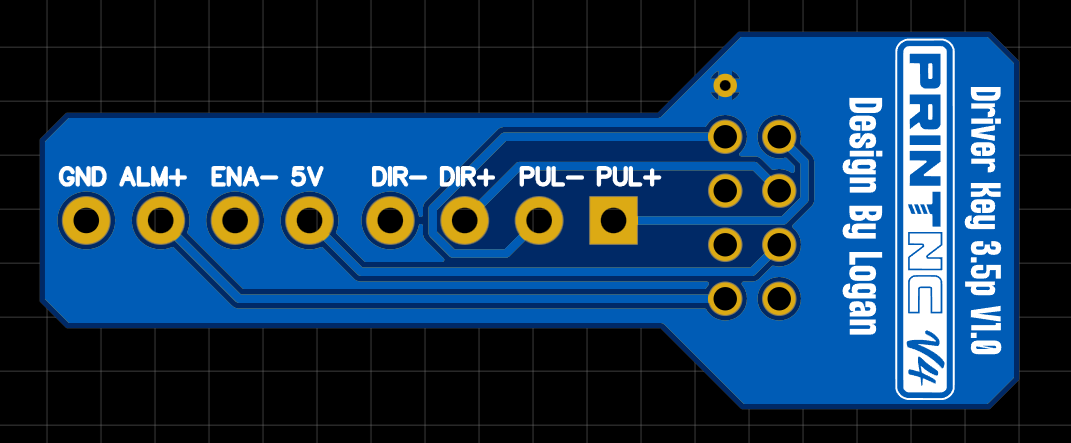 GND ALM+ ENA- 5V DIR- DIR+ PUL- PUL+
Driver Key 3.5p V1.0
PRINTNC V4
Design By Logan